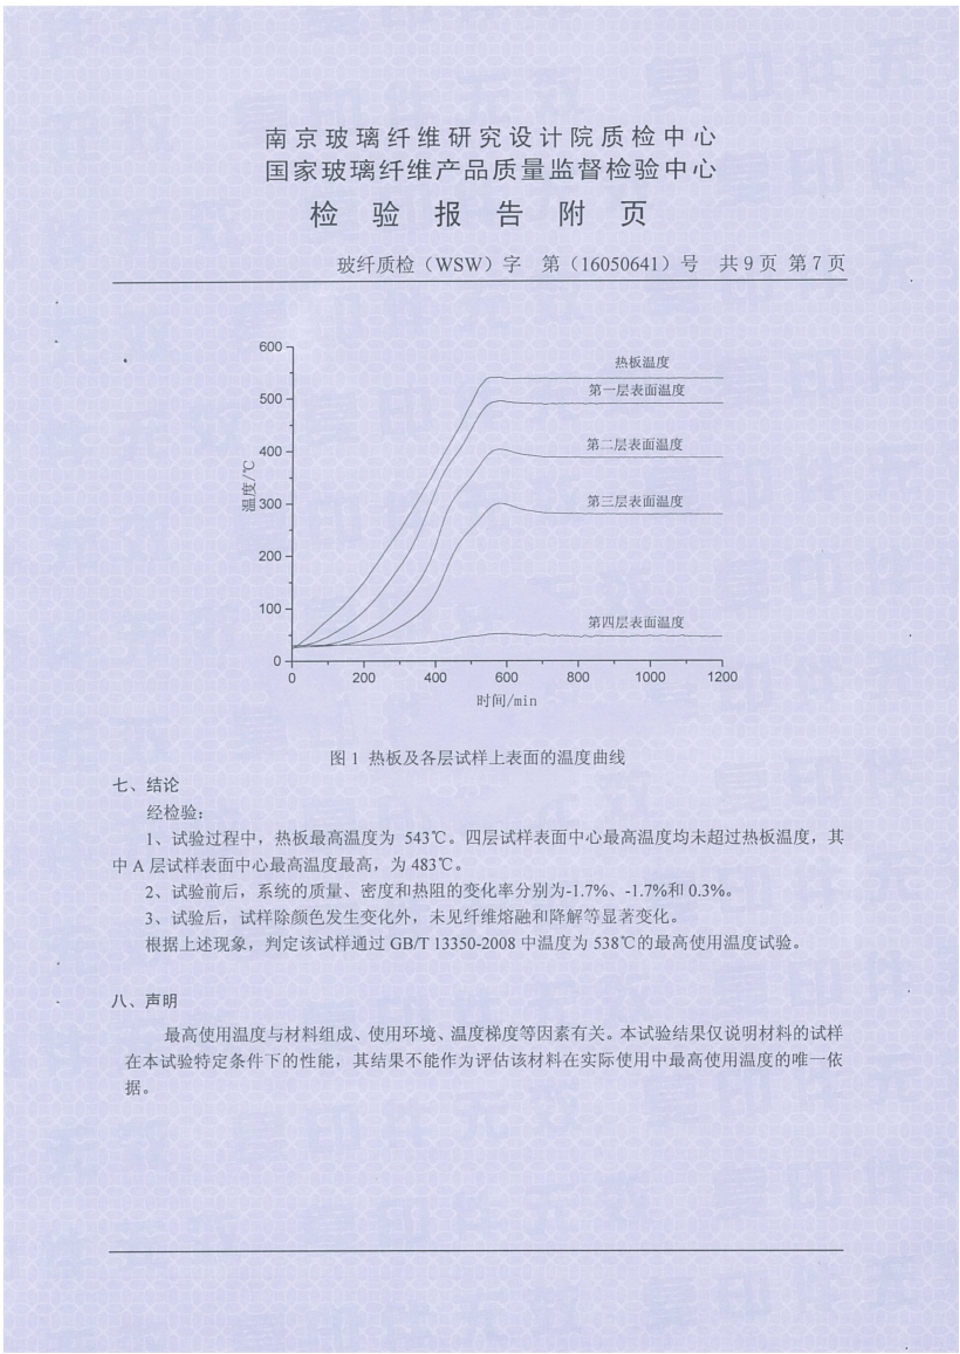 南京玻璃纤维研究设计院质检中心
国家玻璃纤维产品质量监督检验中心
检验报告附页
玻纤质检（WSW）字 第（16050641）号 共9页 第7页
600
500
400
300
200
100
0
温度/℃
热板温度
第一层表面温度
第二层表面温度
第三层表面温度
第四层表面温度
0 200 400 600 800 1000 1200
时间/min
图1 热板及各层试样上表面的温度曲线
七、结论
经检验：
1、试验过程中，热板最高温度为 543℃。四层试样表面中心最高温度均未超过热板温度，其
中A层试样表面中心最高温度最高，为483℃。
2、试验前后，系统的质量、密度和热阻的变化率分别为-1.7%、-1.7%和0.3%。
3、试验后，试样除颜色发生变化外，未见纤维熔融和降解等显著变化。
根据上述现象，判定该试样通过GB/T 13350-2008中温度为538℃的最高使用温度试验。
八、声明
最高使用温度与材料组成、使用环境、温度梯度等因素有关。本试验结果仅说明材料的试样
在本试验特定条件下的性能，其结果不能作为评估该材料在实际使用中最高使用温度的唯一依
据。